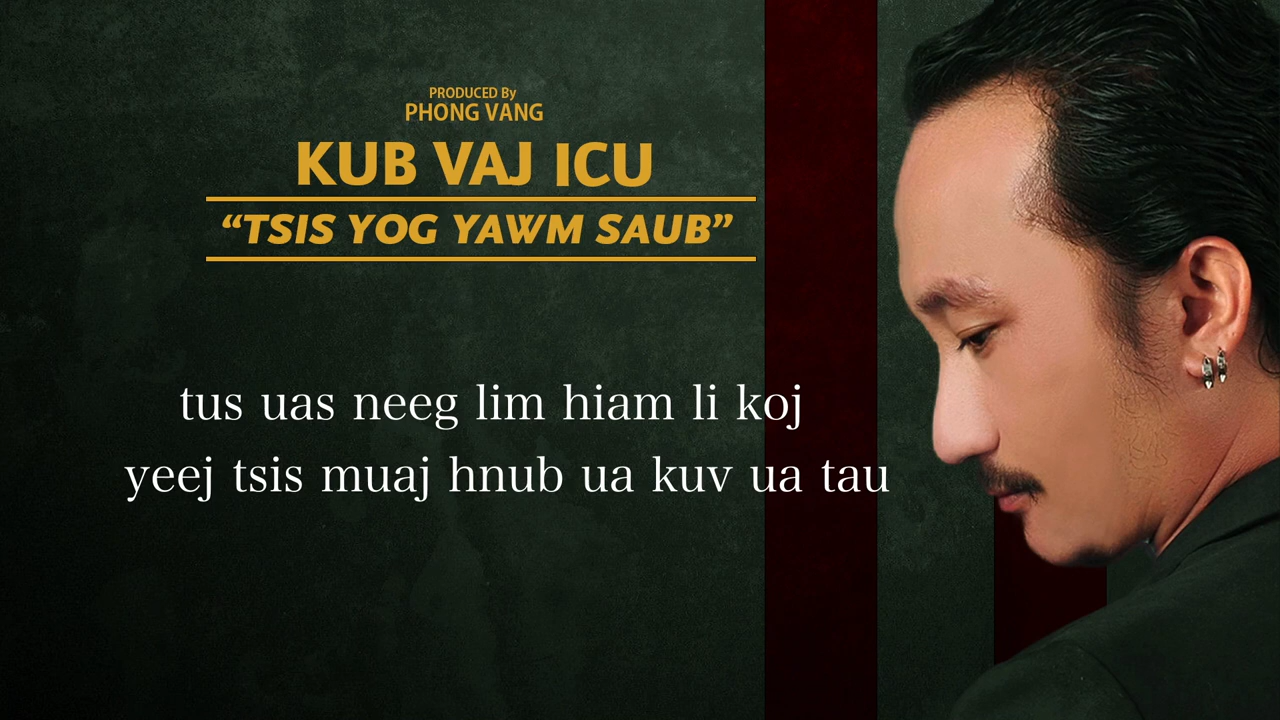 PRODUCED By
PHONG VANG
KUB VAJ ICU
“TSIS YOG YAWM SAUB”
tus uas neeg lim hiam li koj
yeej tsis muaj hnub ua kuv ua tau